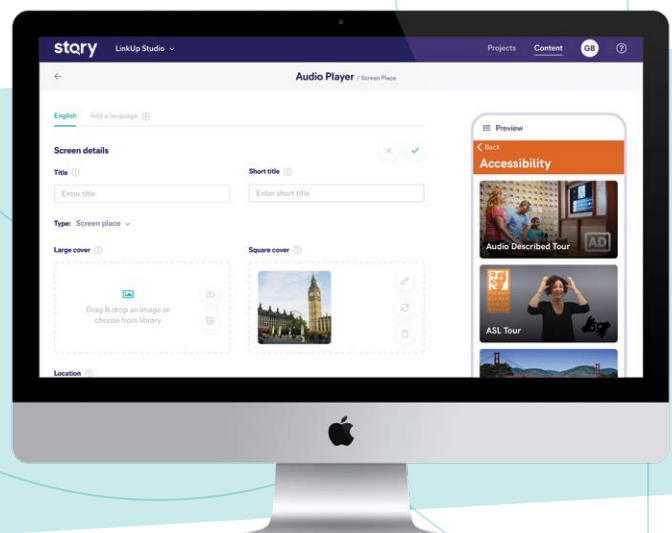 stqry LinkUp Studio Projects Content GB ?
Audio Player / Screen Place
English Add a language
Screen details
Title Short title
Enter title Enter short title
Type: Screen place
Large cover Square cover
Drag & drop an image or
choose from library
Location
Preview
Back
Accessibility
Audio Described Tour AD
ASL Tour